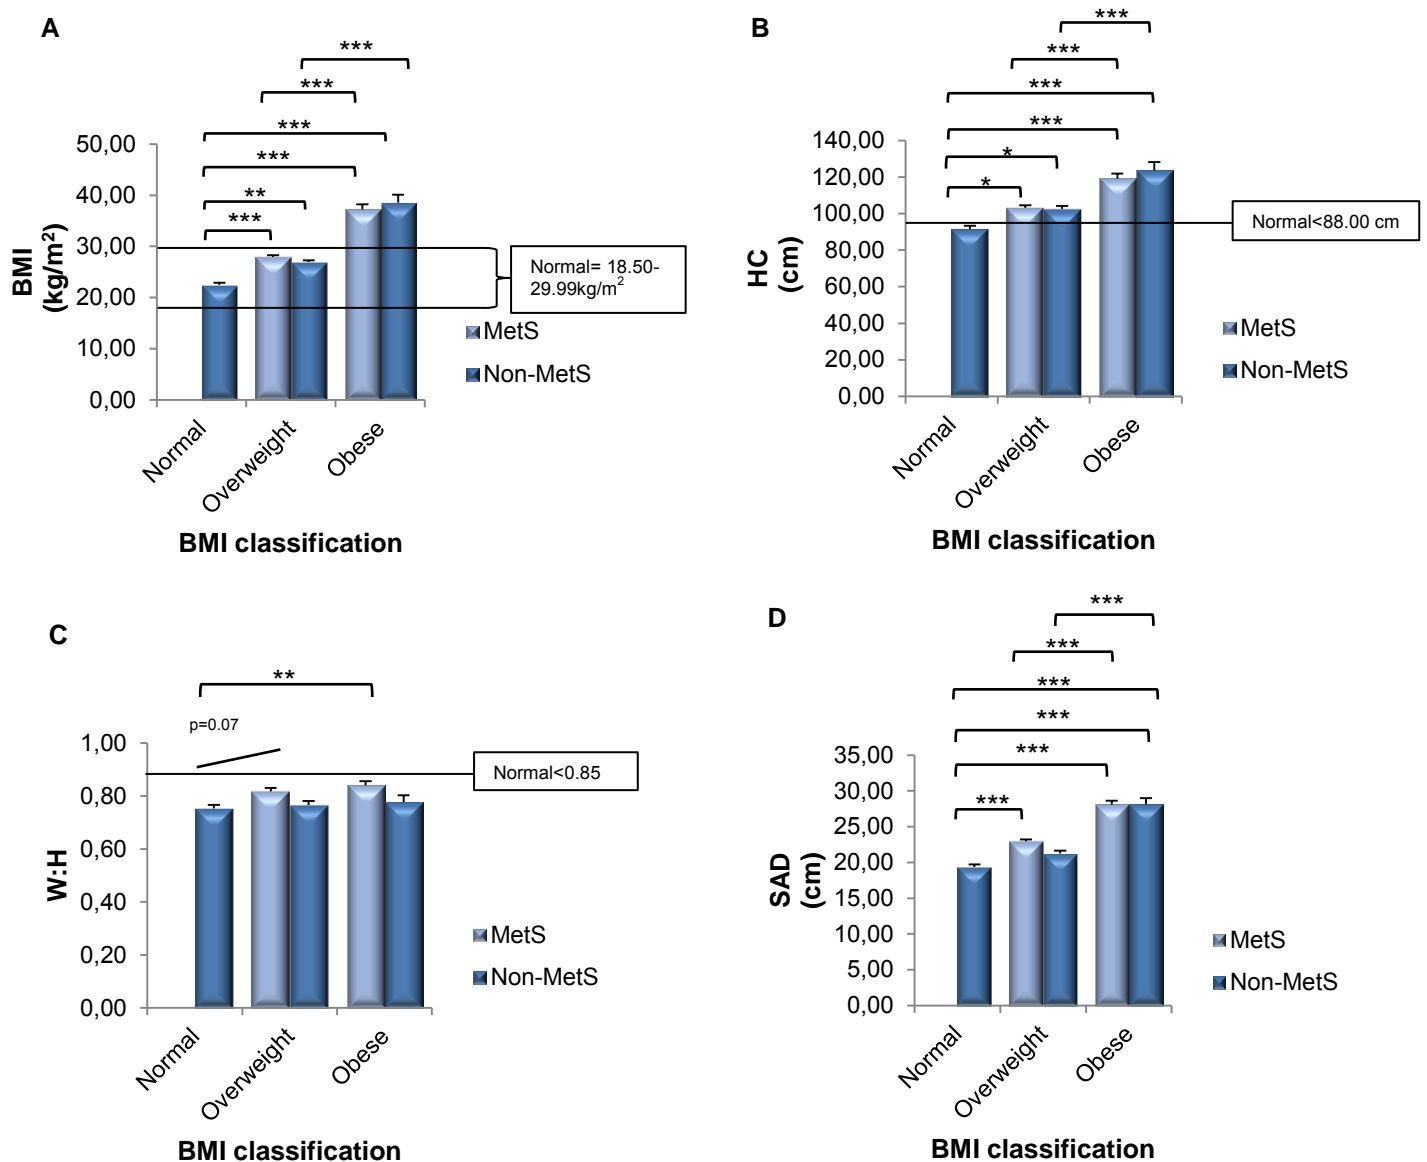 A
***
***
***
***
**
***
50,00
40,00
30,00
20,00
10,00
0,00
BMI
(kg/m²)
Normal= 18.50-
29.99kg/m²
MetS
Non-MetS
Normal
Overweight
Obese
BMI classification
B
***
***
***
***
*
*
140,00
120,00
100,00
80,00
60,00
40,00
20,00
0,00
HC
(cm)
Normal<88.00 cm
MetS
Non-MetS
Normal
Overweight
Obese
BMI classification
C
**
p=0.07
1,00
0,80
0,60
0,40
0,20
0,00
W:H
Normal<0.85
MetS
Non-MetS
Normal
Overweight
Obese
BMI classification
D
***
***
***
***
***
***
35,00
30,00
25,00
20,00
15,00
10,00
5,00
0,00
SAD
(cm)
MetS
Non-MetS
Normal
Overweight
Obese
BMI classification